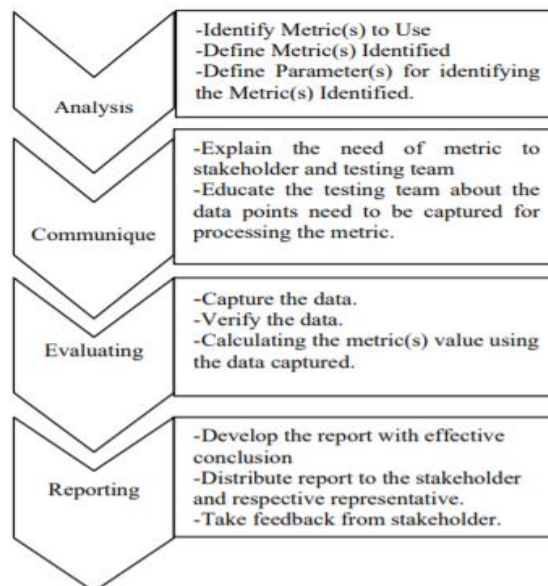 Analysis
-Identify Metric(s) to Use
-Define Metric(s) Identified
-Define Parameter(s) for identifying
the Metric(s) Identified.
Communique
-Explain the need of metric to
stakeholder and testing team
-Educate the testing team about the
data points need to be captured for
processing the metric.
Evaluating
-Capture the data.
-Verify the data.
-Calculating the metric(s) value using
the data captured.
Reporting
-Develop the report with effective
conclusion
-Distribute report to the stakeholder
and respective representative.
-Take feedback from stakeholder.